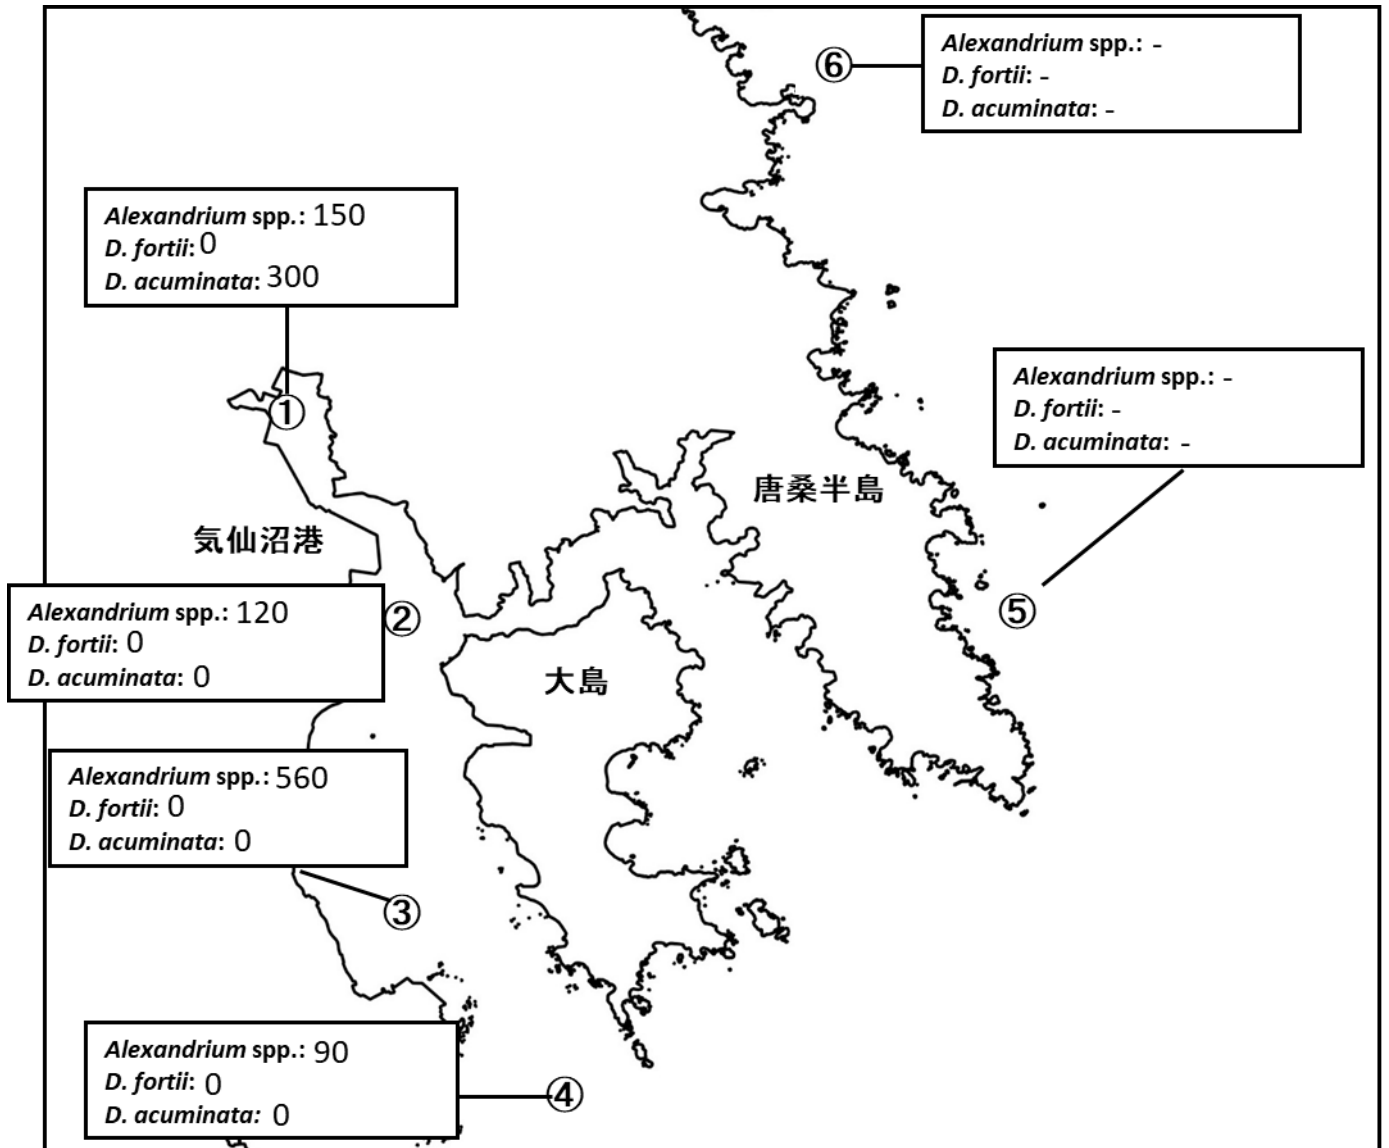 ⑥
Alexandrium spp.: -
D. fortii: -
D. acuminata: -
Alexandrium spp.: 150
D. fortii: 0
D. acuminata: 300
①
Alexandrium spp.: -
D. fortii: -
D. acuminata: -
唐桑半島
気仙沼港
⑤
Alexandrium spp.: 120
D. fortii: 0
D. acuminata: 0
②
大島
Alexandrium spp.: 560
D. fortii: 0
D. acuminata: 0
③
Alexandrium spp.: 90
D. fortii: 0
D. acuminata: 0
④